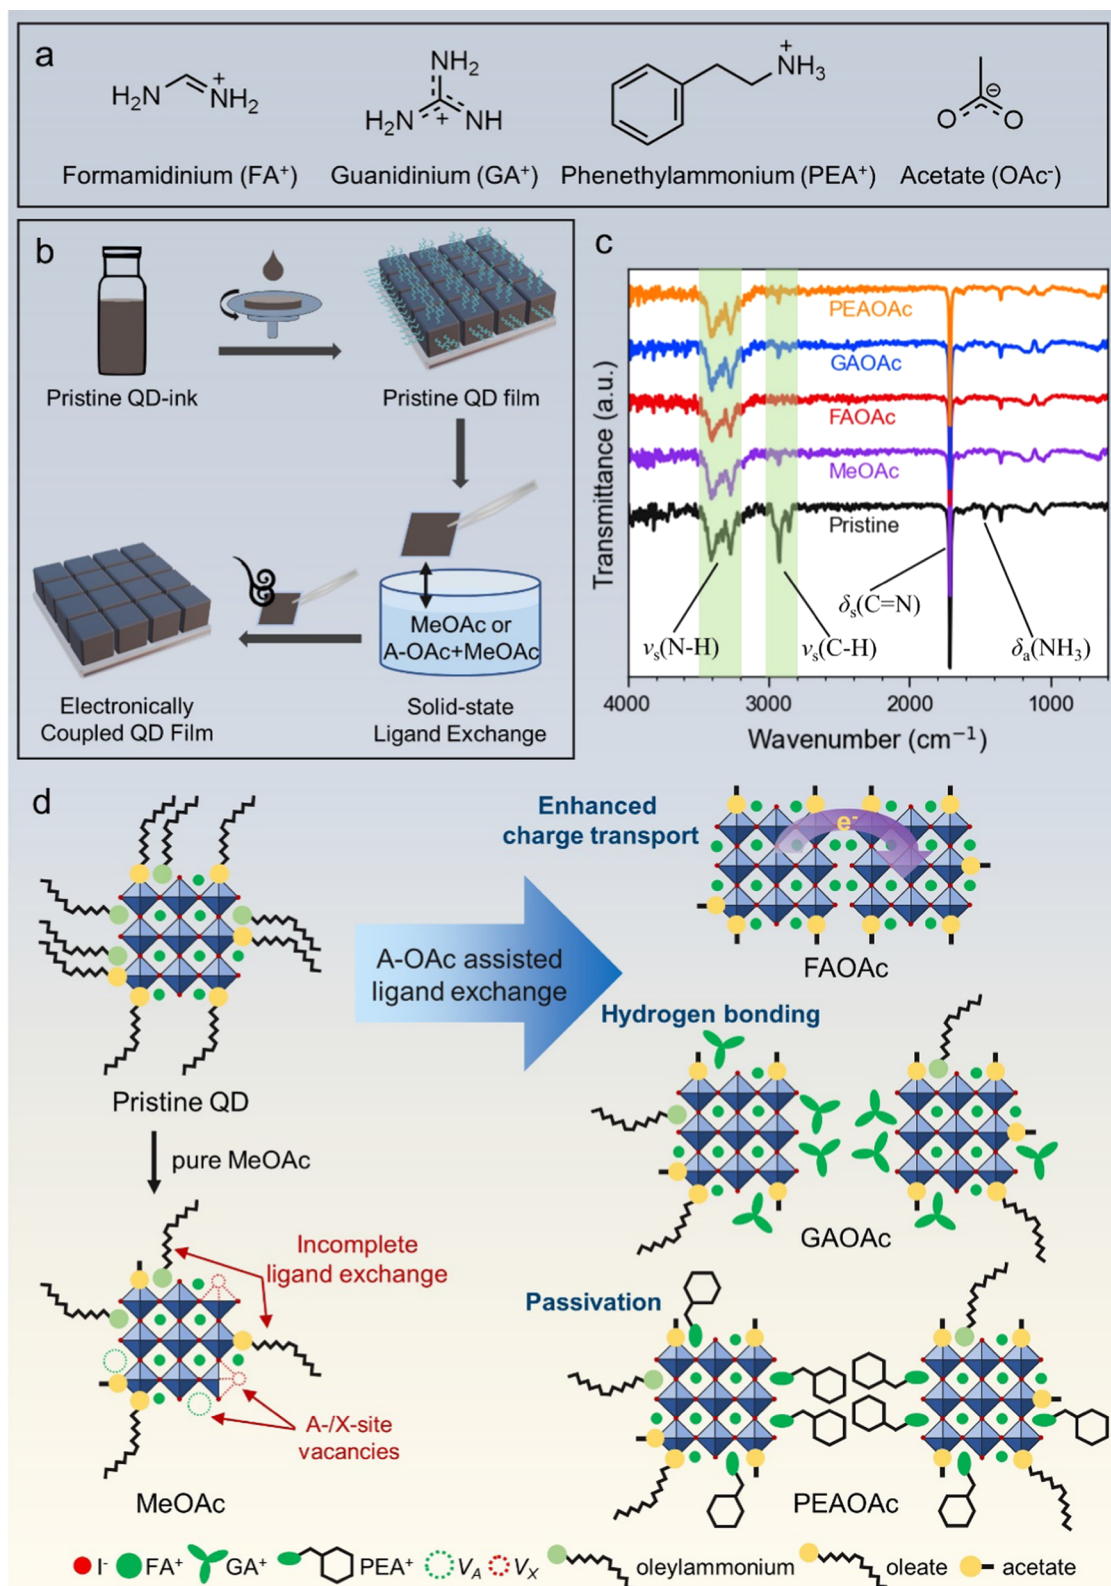 a
H₂N
NH₂
+
Formamidinium (FA⁺)
NH₂
H₂N
+
NH
Guanidinium (GA⁺)
+
NH₃
Phenethylammonium (PEA⁺)
⊖
O
O
Acetate (OAc⁻)
b
Pristine QD-ink
Pristine QD film
MeOAc or
A-OAc+MeOAc
Solid-state
Ligand Exchange
Electronically
Coupled QD Film
c
Transmittance (a.u.)
PEAOAc
GAOAc
FAOAc
MeOAc
Pristine
νs(N-H)
νs(C-H)
δs(C=N)
δa(NH₃)
4000
3000
2000
1000
Wavenumber (cm⁻¹)
d
Pristine QD
pure MeOAc
A-OAc assisted
ligand exchange
Enhanced
charge transport
e⁻
FAOAc
Hydrogen bonding
GAOAc
Incomplete
ligand exchange
A-/X-site
vacancies
MeOAc
Passivation
PEAOAc
I⁻
FA⁺
GA⁺
PEA⁺
V_A
V_X
oleylammonium
oleate
acetate